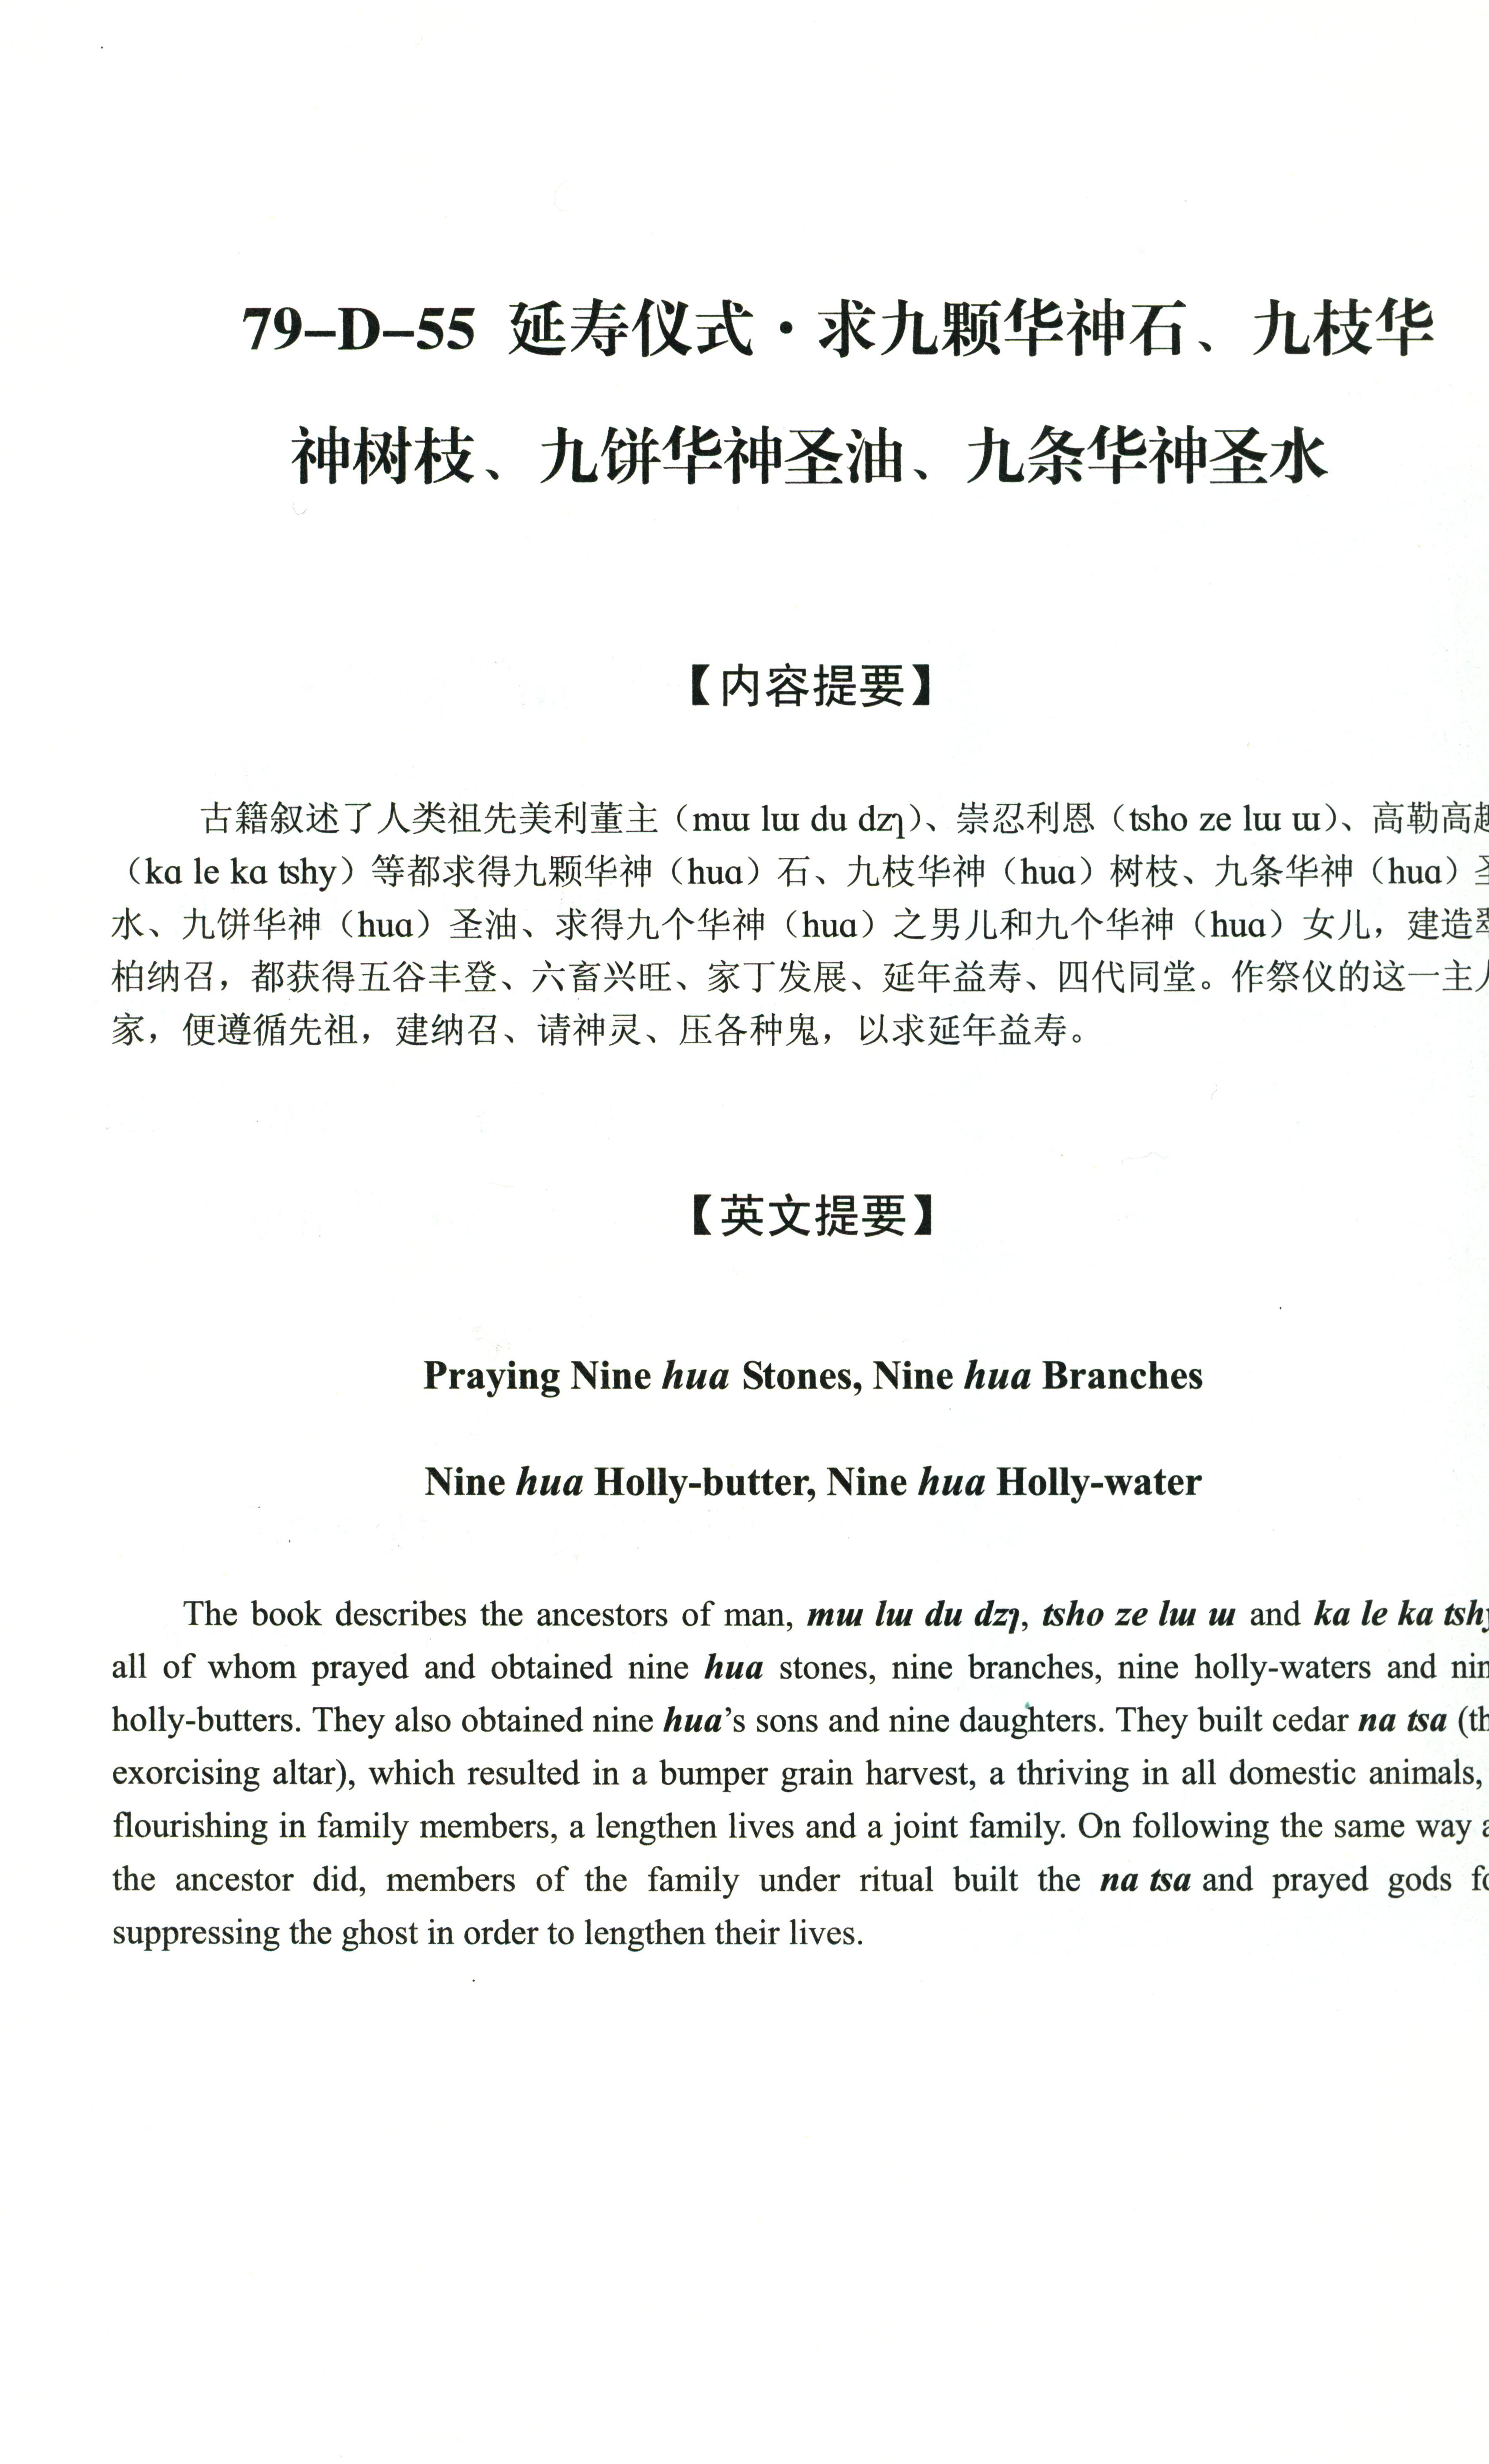 79–D–55 延寿仪式·求九颗华神石、九枝华
神树枝、九饼华神圣油、九条华神圣水
【内容提要】
古籍叙述了人类祖先美利董主（mɯ lɯ du dzʅ）、崇忍利恩（tsho ze lɯ ɯ）、高勒高
（kɑ le kɑ tshy）等都求得九颗华神（huɑ）石、九枝华神（huɑ）树枝、九条华神（huɑ）
水、九饼华神（huɑ）圣油、求得九个华神（huɑ）之男儿和九个华神（huɑ）女儿，建造
柏纳召，都获得五谷丰登、六畜兴旺、家丁发展、延年益寿、四代同堂。作祭仪的这一主
家，便遵循先祖，建纳召、请神灵、压各种鬼，以求延年益寿。
【英文提要】
Praying Nine hua Stones, Nine hua Branches
Nine hua Holly-butter, Nine hua Holly-water
The book describes the ancestors of man, mɯ lɯ du dzʅ, tsho ze lɯ ɯ and ka le ka
all of whom prayed and obtained nine hua stones, nine branches, nine holly-waters and
holly-butters. They also obtained nine hua's sons and nine daughters. They built cedar na tsa
exorcising altar), which resulted in a bumper grain harvest, a thriving in all domestic animals,
flourishing in family members, a lengthen lives and a joint family. On following the same way
the ancestor did, members of the family under ritual built the na tsa and prayed gods
suppressing the ghost in order to lengthen their lives.